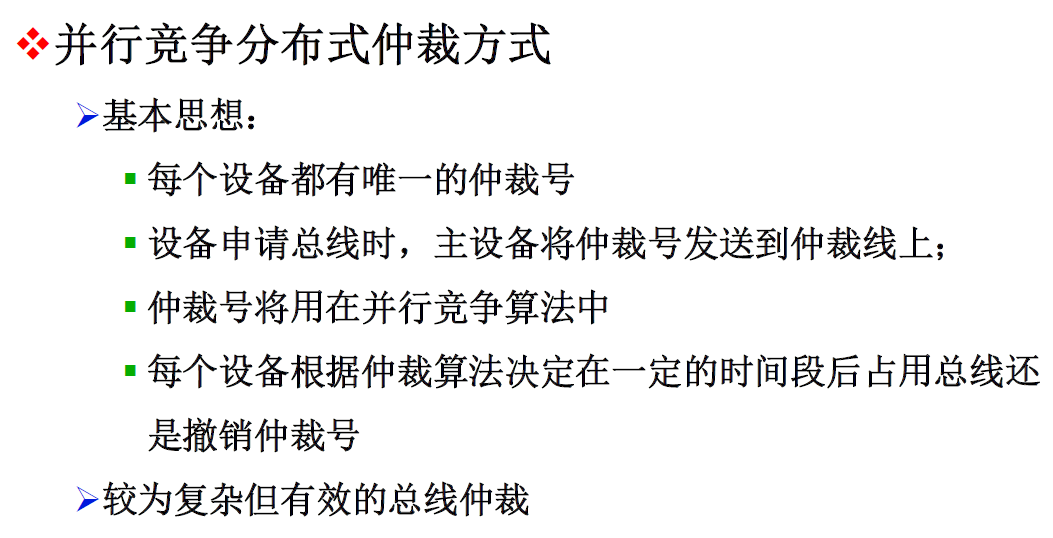 并行竞争分布式仲裁方式
基本思想：
每个设备都有唯一的仲裁号
设备申请总线时，主设备将仲裁号发送到仲裁线上；
仲裁号将用在并行竞争算法中
每个设备根据仲裁算法决定在一定的时间段后占用总线还
是撤销仲裁号
较为复杂但有效的总线仲裁